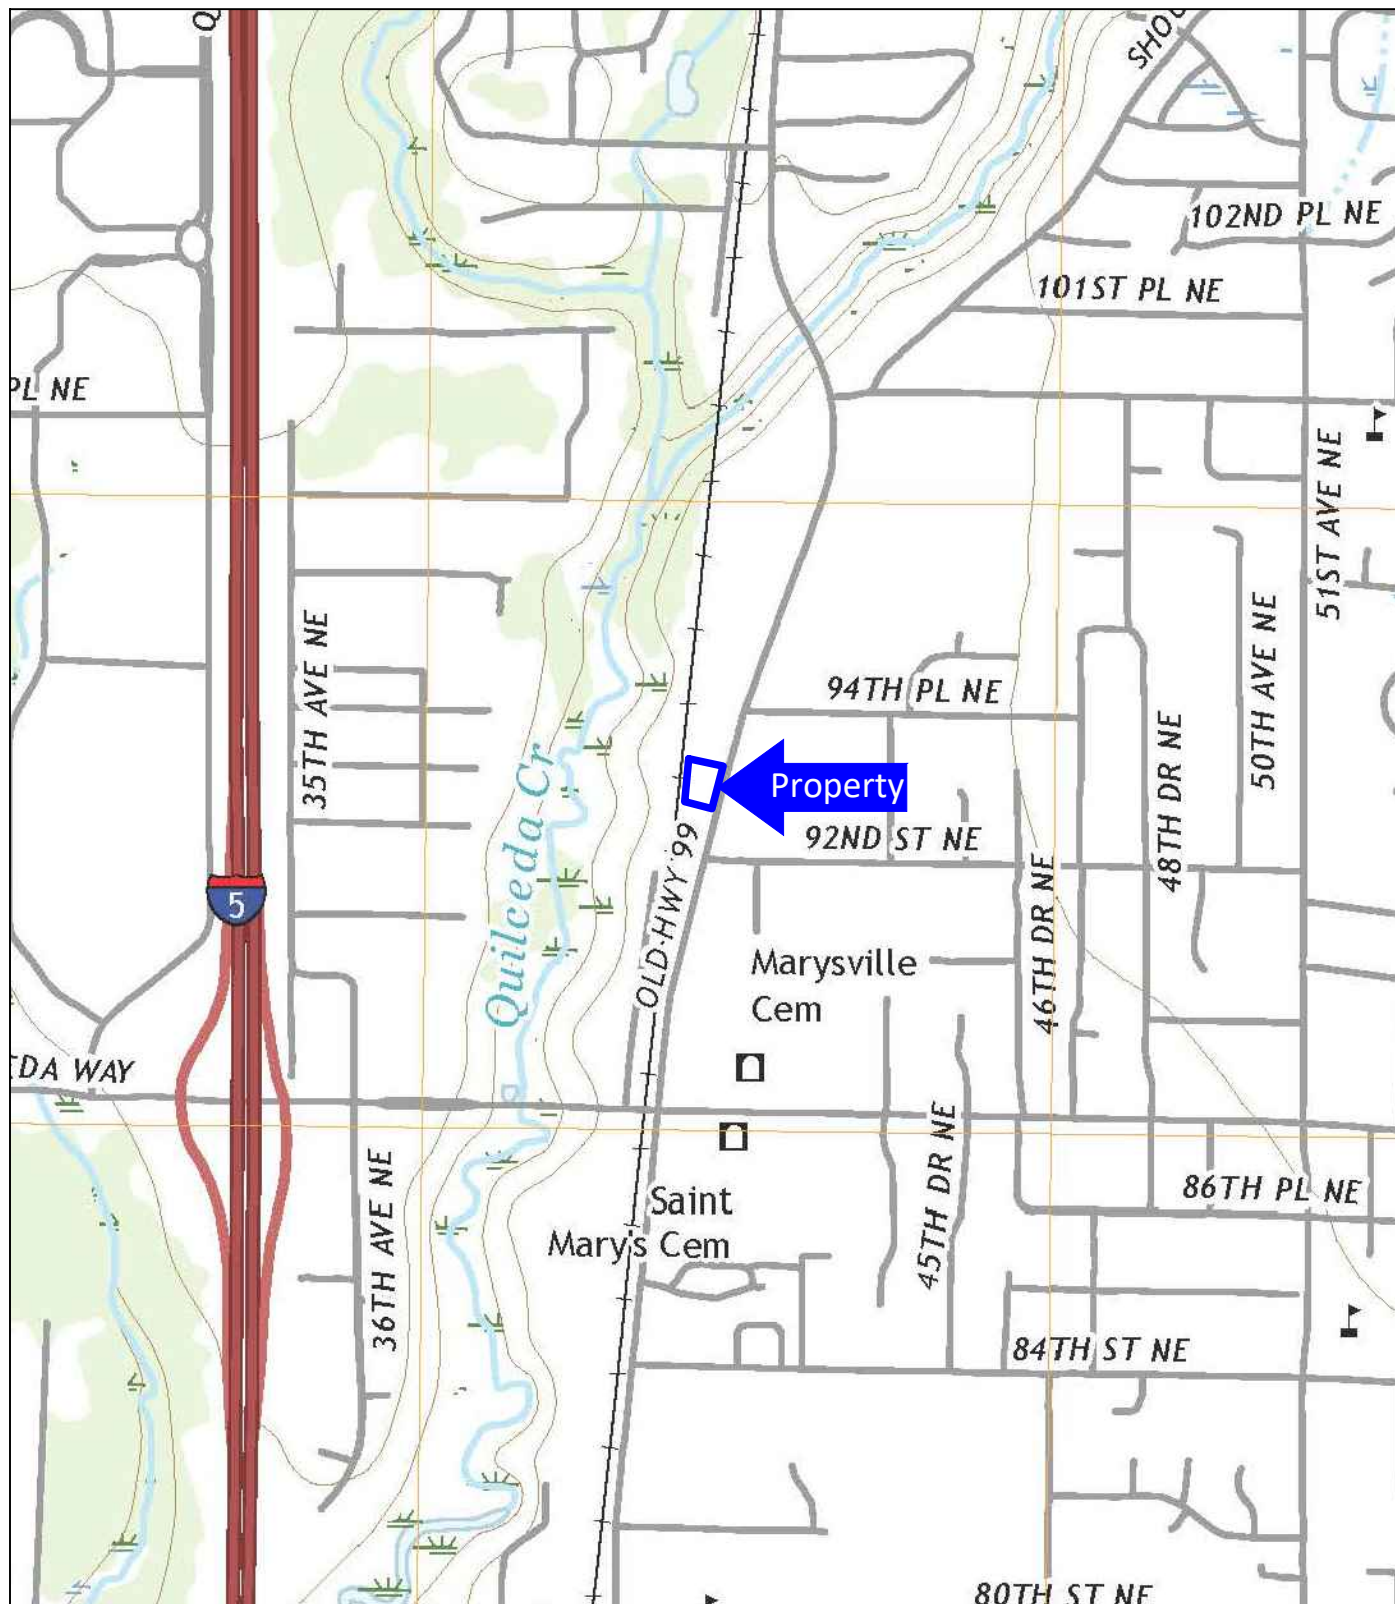 SHOU
102ND PL NE
101ST PL NE
PL NE
51ST AVE NE
35TH AVE NE
94TH PL NE
50TH AVE NE
48TH DR NE
Property
92ND ST NE
OLD HWY 99
46TH DR NE
5
Quilceda Cr
Marysville
Cem
EDA WAY
45TH DR NE
36TH AVE NE
86TH PL NE
Saint
Mary's Cem
84TH ST NE
80TH ST NE